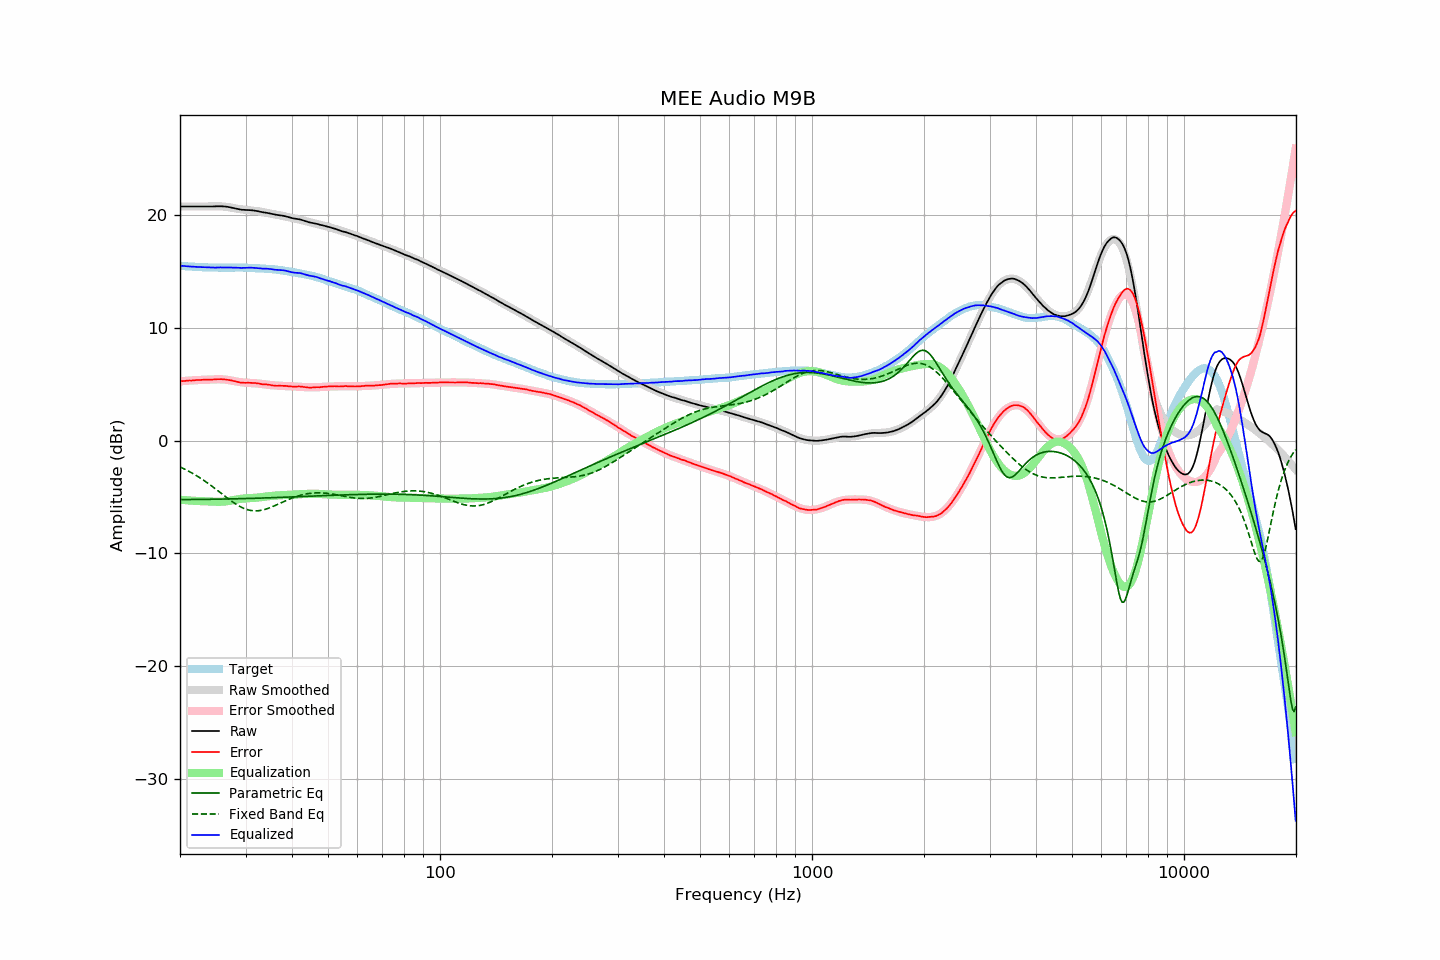 MEE Audio M9B
Amplitude (dBr)
20
10
0
−10
−20
−30
Target
Raw Smoothed
Error Smoothed
Raw
Error
Equalization
Parametric Eq
Fixed Band Eq
Equalized
100
1000
10000
Frequency (Hz)